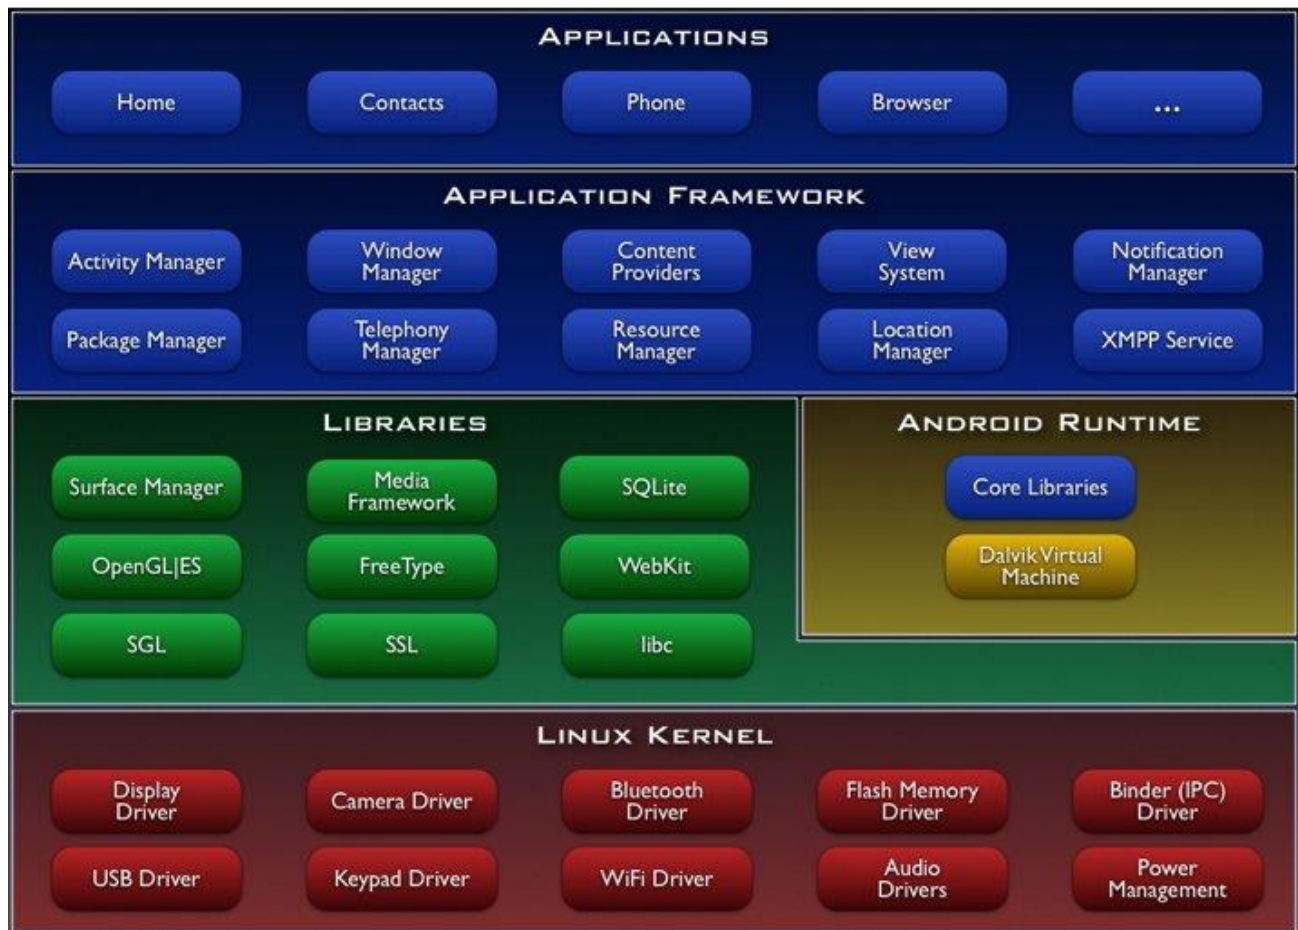 APPLICATIONS
Home
Contacts
Phone
Browser
...
APPLICATION FRAMEWORK
Activity Manager
Window
Manager
Content
Providers
View
System
Notification
Manager
Package Manager
Telephony
Manager
Resource
Manager
Location
Manager
XMPP Service
LIBRARIES
Surface Manager
Media
Framework
SQLite
OpenGL|ES
FreeType
WebKit
SGL
SSL
libc
ANDROID RUNTIME
Core Libraries
Dalvik Virtual
Machine
LINUX KERNEL
Display
Driver
Camera Driver
Bluetooth
Driver
Flash Memory
Driver
Binder (IPC)
Driver
USB Driver
Keypad Driver
WiFi Driver
Audio
Drivers
Power
Management